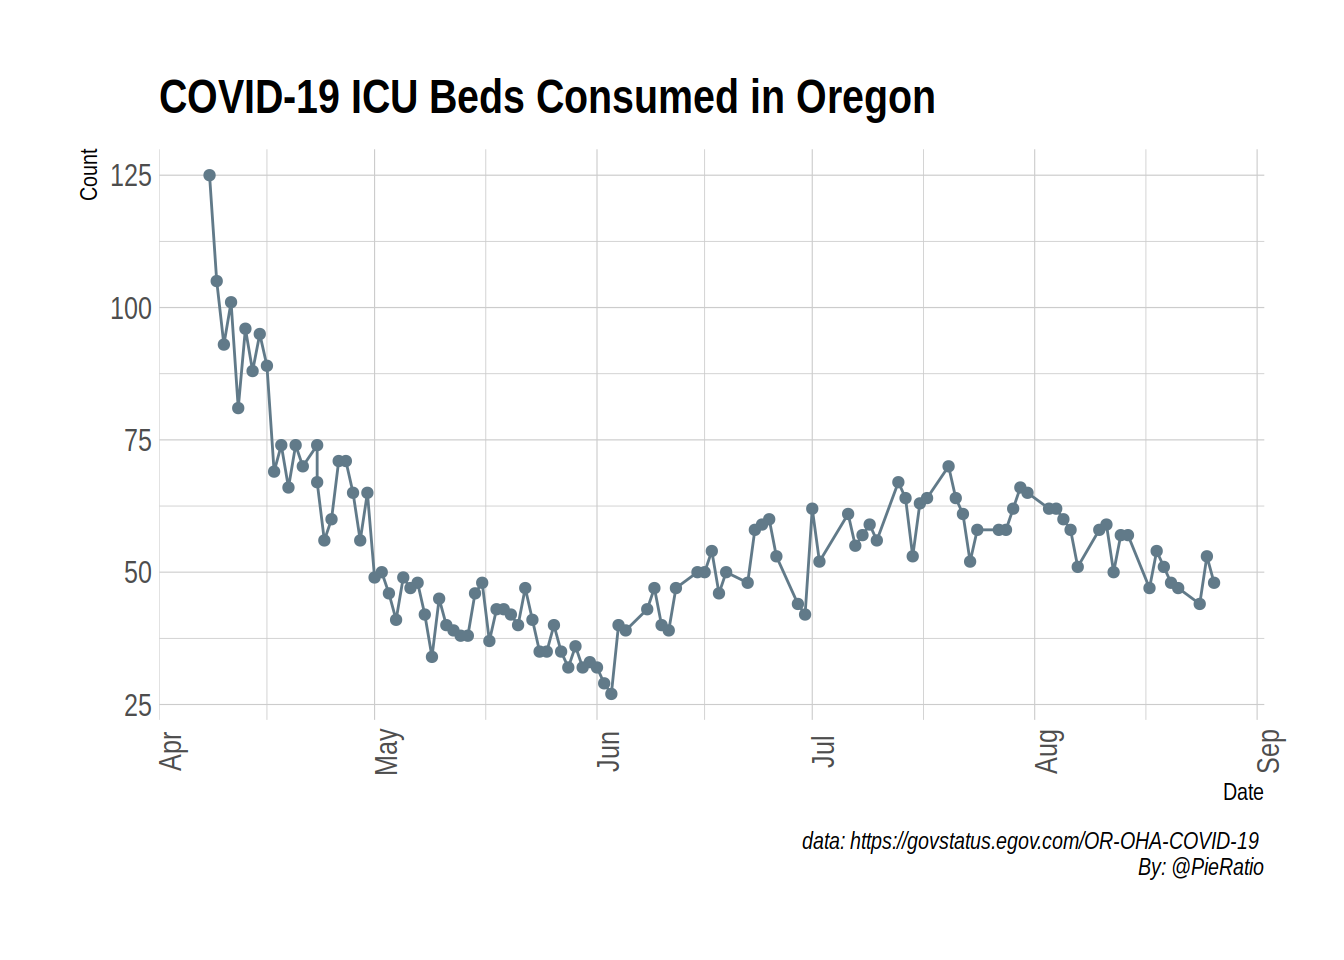 COVID-19 ICU Beds Consumed in Oregon
Count
125
100
75
50
25
Apr
May
Jun
Jul
Aug
Sep
Date
data: https://govstatus.egov.com/OR-OHA-COVID-19
By: @PieRatio